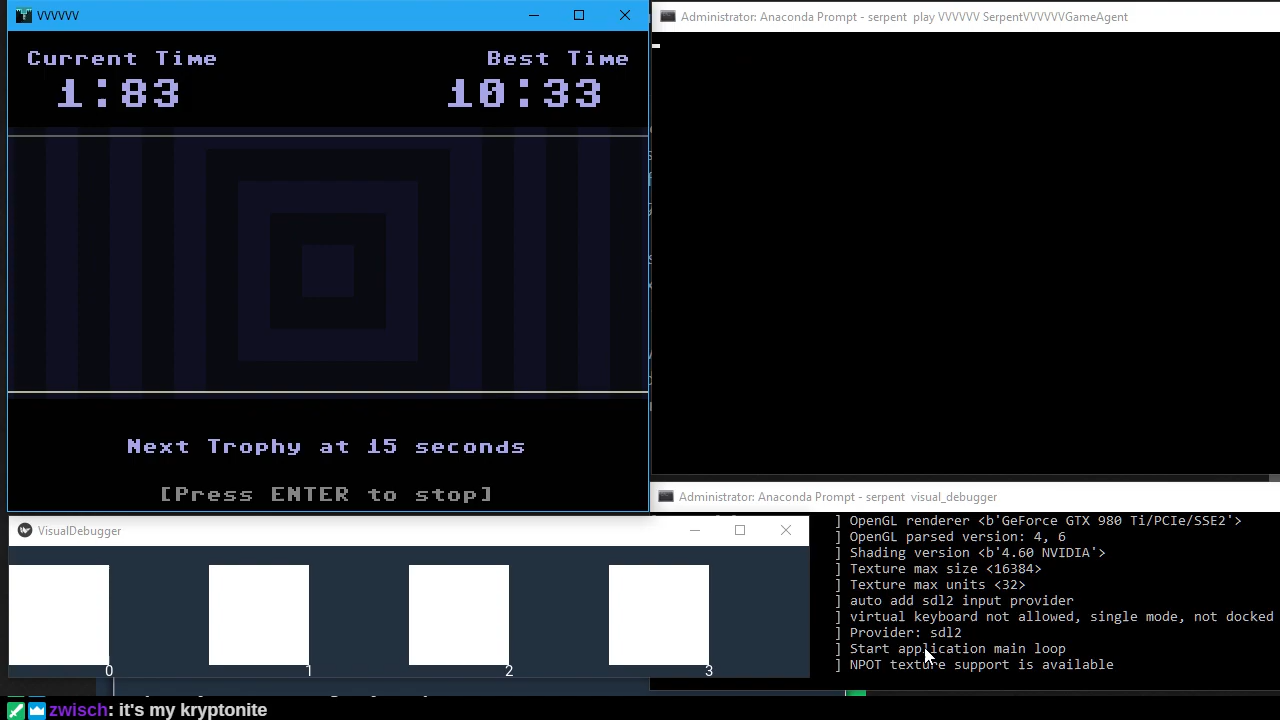 VVVVVV
Current Time
Best Time
1:83
10:33
Next Trophy at 15 seconds
[Press ENTER to stop]
Administrator: Anaconda Prompt - serpent play VVVVVV SerpentVVVVVVGameAgent
VisualDebugger
0
1
2
3
Administrator: Anaconda Prompt - serpent visual_debugger
] OpenGL renderer <b'GeForce GTX 980 Ti/PCIe/SSE2'>
] OpenGL parsed version: 4, 6
] Shading version <b'4.60 NVIDIA'>
] Texture max size <16384>
] Texture max units <32>
] auto add sdl2 input provider
] virtual keyboard not allowed, single mode, not docked
] Provider: sdl2
] Start application main loop
] NPOT texture support is available
zwisch: it's my kryptonite